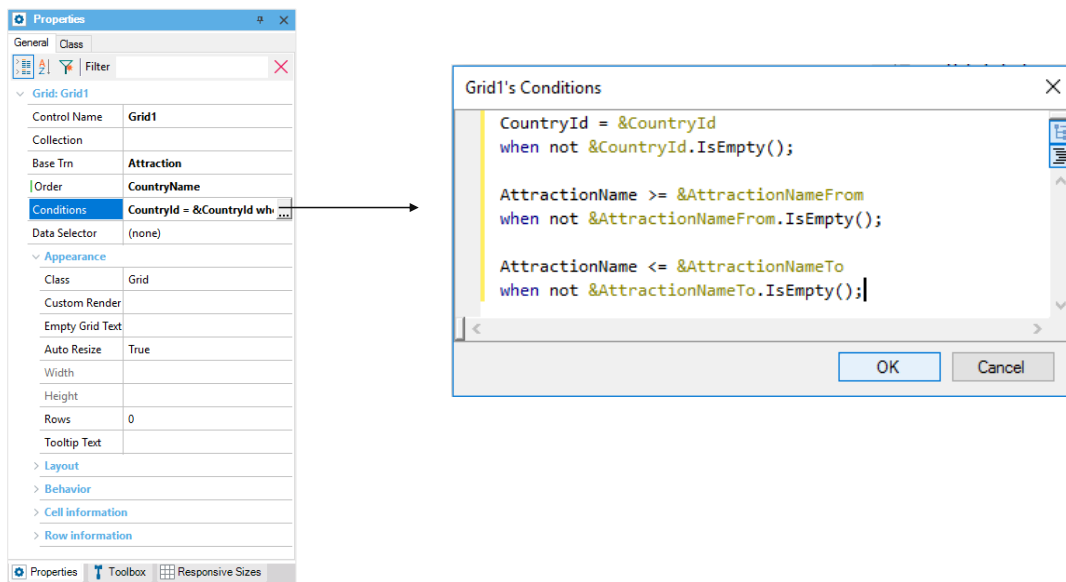 Properties
General Class
Filter
Grid: Grid1
Control Name Grid1
Collection
Base Trn Attraction
Order CountryName
Conditions CountryId = &CountryId whe ...
Data Selector (none)
Appearance
Class Grid
Custom Render
Empty Grid Text
Auto Resize True
Width
Height
Rows 0
Tooltip Text
Layout
Behavior
Cell information
Row information
Properties Toolbox Responsive Sizes
Grid1's Conditions
CountryId = &CountryId
when not &CountryId.IsEmpty();
AttractionName >= &AttractionNameFrom
when not &AttractionNameFrom.IsEmpty();
AttractionName <= &AttractionNameTo
when not &AttractionNameTo.IsEmpty();
OK Cancel